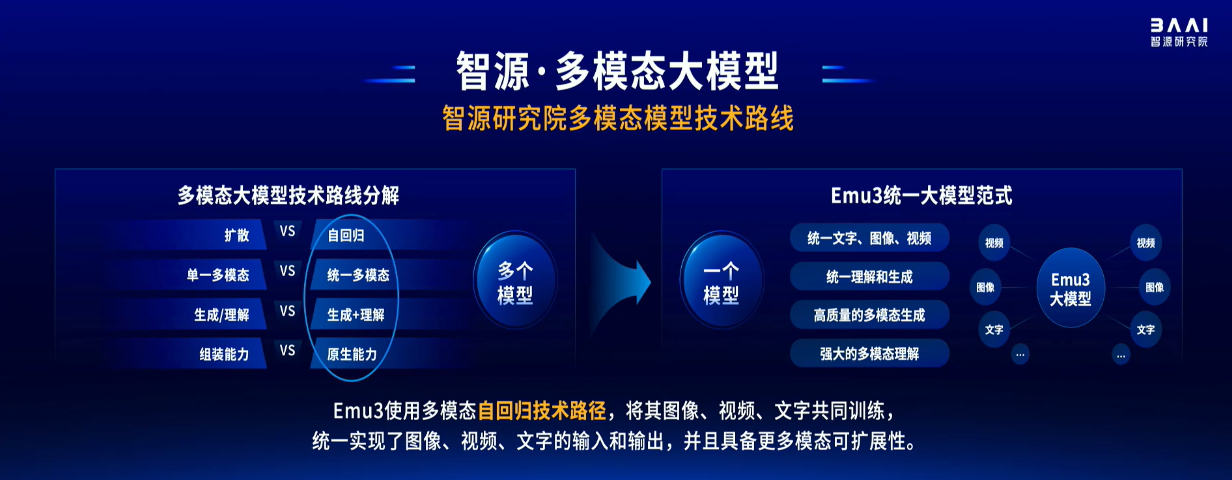 BAAI
智源研究院
智源·多模态大模型
智源研究院多模态模型技术路线
多模态大模型技术路线分解
扩散 VS 自回归
单一多模态 VS 统一多模态
生成/理解 VS 生成+理解
组装能力 VS 原生能力
多个
模型
Emu3统一大模型范式
一个
模型
统一文字、图像、视频
统一理解和生成
高质量的多模态生成
强大的多模态理解
视频
图像
文字
...
Emu3
大模型
视频
图像
文字
...
Emu3使用多模态自回归技术路径，将其图像、视频、文字共同训练，
统一实现了图像、视频、文字的输入和输出，并且具备更多模态可扩展性。